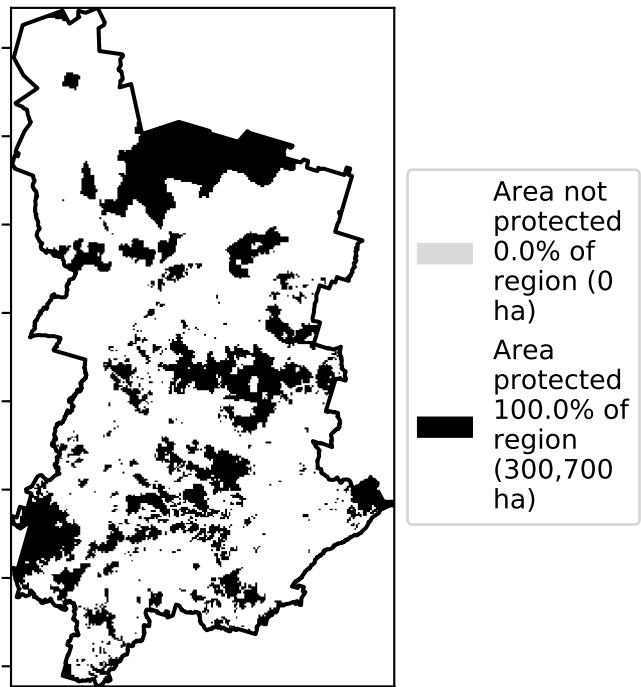 Area not
protected
0.0% of
region (0
ha)
Area
protected
100.0% of
region
(300,700
ha)